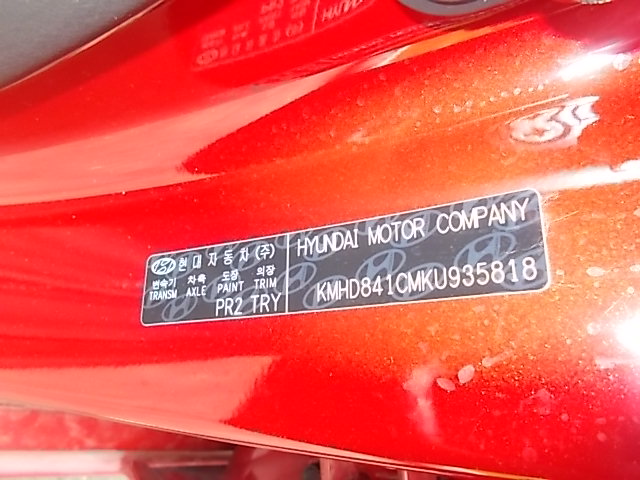 현대자동차(주)
변속기 차축 도장 의장
TRANSM AXLE PAINT TRIM
PR2 TRY
HYUNDAI MOTOR COMPANY
KMHD841CMKU935818